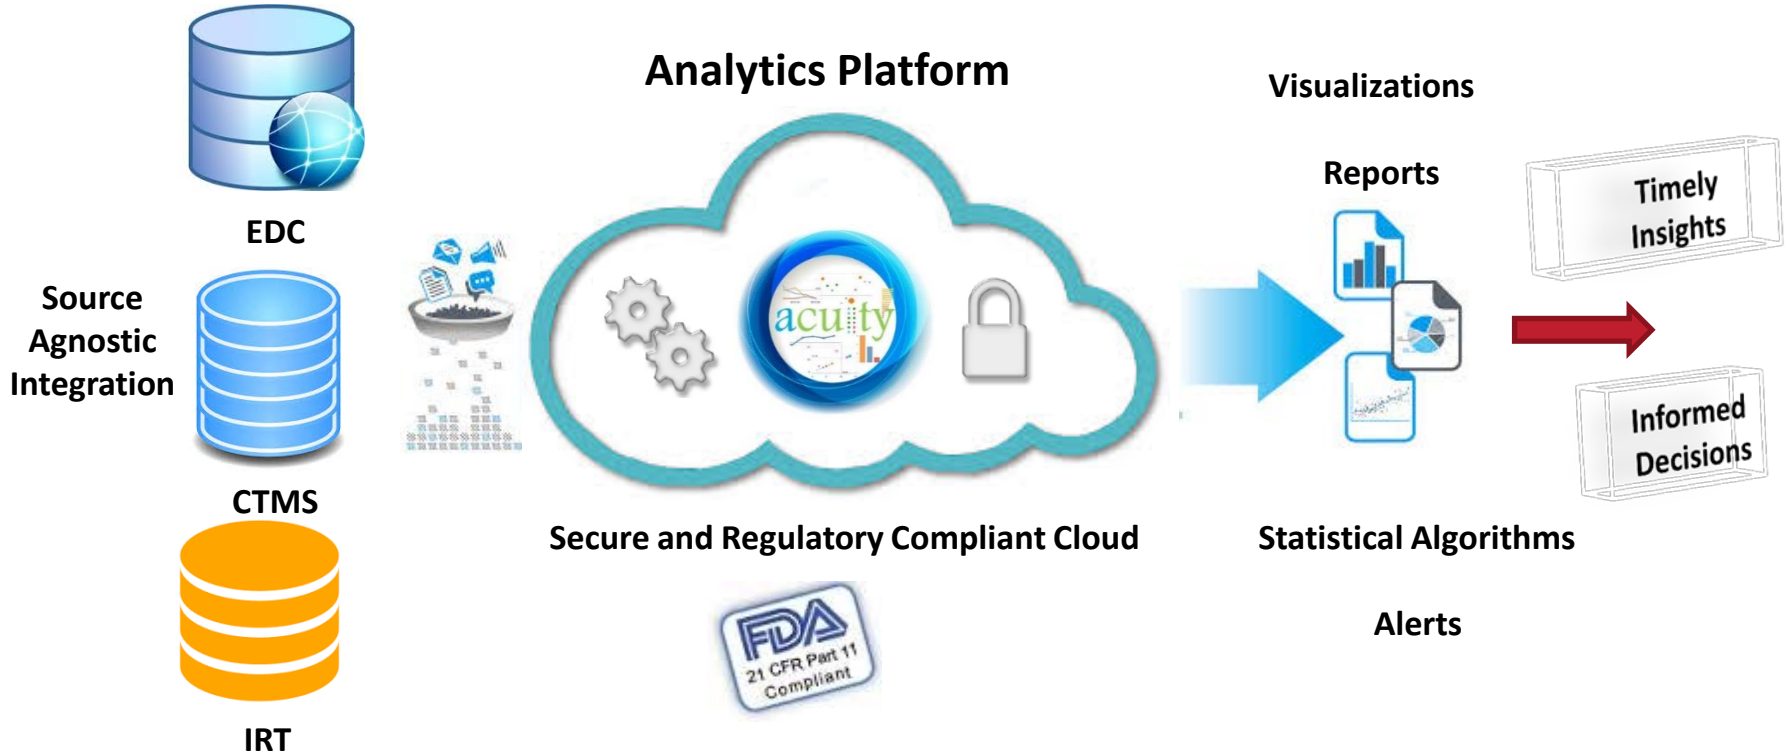 Analytics Platform
EDC
Source
Agnostic
Integration
CTMS
IRT
acuity
Secure and Regulatory Compliant Cloud
FDA
21 CFR Part 11
Compliant
Visualizations
Reports
Statistical Algorithms
Alerts
Timely
Insights
Informed
Decisions